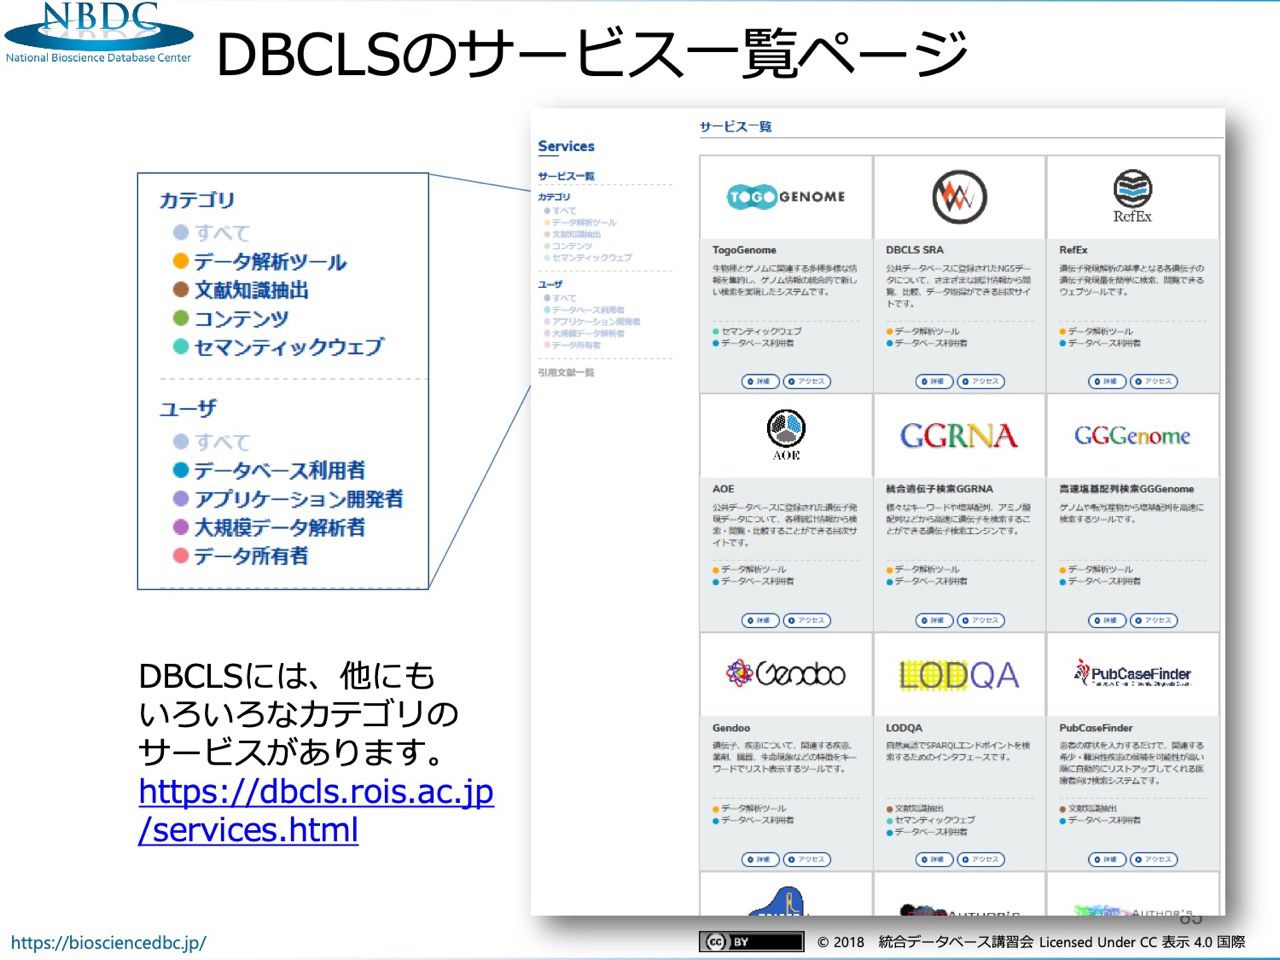 NBDC
National Bioscience Database Center
DBCLSのサービス一覧ページ
カテゴリ
すべて
データ解析ツール
文献知識抽出
コンテンツ
セマンティックウェブ
ユーザ
すべて
データベース利用者
アプリケーション開発者
大規模データ解析者
データ所有者
DBCLSには、他にも
いろいろなカテゴリの
サービスがあります。
https://dbcls.rois.ac.jp
/services.html
Services
サービス一覧
カテゴリ
すべて
データ解析ツール
文献知識抽出
コンテンツ
セマンティックウェブ
ユーザ
すべて
データベース利用者
アプリケーション開発者
大規模データ解析者
データ所有者
引用文献一覧
サービス一覧
TOGO GENOME
TogoGenome
生物種とゲノムに関連する多種多様な情
報を集約し、ゲノム情報の統合的で新し
い検索を実現したシステムです。
セマンティックウェブ
データベース利用者
詳細 アクセス
DBCLS SRA
公共データベースに登録されたNGSデー
タについて、さまざまな統計情報から閲
覧、比較、データ取得ができる目次サイ
トです。
データ解析ツール
データベース利用者
詳細 アクセス
RefEx
RefEx
遺伝子発現解析の基準となる各遺伝子の
遺伝子発現量を簡単に検索、閲覧できる
ウェブツールです。
データ解析ツール
データベース利用者
詳細 アクセス
AOE
AOE
公共データベースに登録された遺伝子発
現データについて、各種統計情報から検
索・閲覧・比較することができる目次サ
イトです。
データ解析ツール
データベース利用者
詳細 アクセス
GGRNA
統合遺伝子検索GGRNA
様々なキーワードや塩基配列、アミノ酸
配列などから高速に遺伝子を検索するこ
とができる遺伝子検索エンジンです。
データ解析ツール
データベース利用者
詳細 アクセス
GGGenome
高速塩基配列検索GGGenome
ゲノムや転写産物から塩基配列を高速に
検索するツールです。
データ解析ツール
データベース利用者
詳細 アクセス
Gendoo
Gendoo
遺伝子、疾患について、関連する疾患、
薬剤、臓器、生命現象などの特徴をキー
ワードでリスト表示するツールです。
データ解析ツール
データベース利用者
詳細 アクセス
LODQA
LODQA
自然言語でSPARQLエンドポイントを検
索するためのインタフェースです。
文献知識抽出
セマンティックウェブ
データベース利用者
詳細 アクセス
PubCaseFinder
PubCaseFinder
患者の症状を入力するだけで、関連する
希少・難治性疾患の候補を可能性が高い
順に自動的にリストアップしてくれる医
療者向け検索システムです。
文献知識抽出
データベース利用者
詳細 アクセス
65
https://biosciencedbc.jp/
cc BY
© 2018 統合データベース講習会 Licensed Under CC 表示 4.0 国際